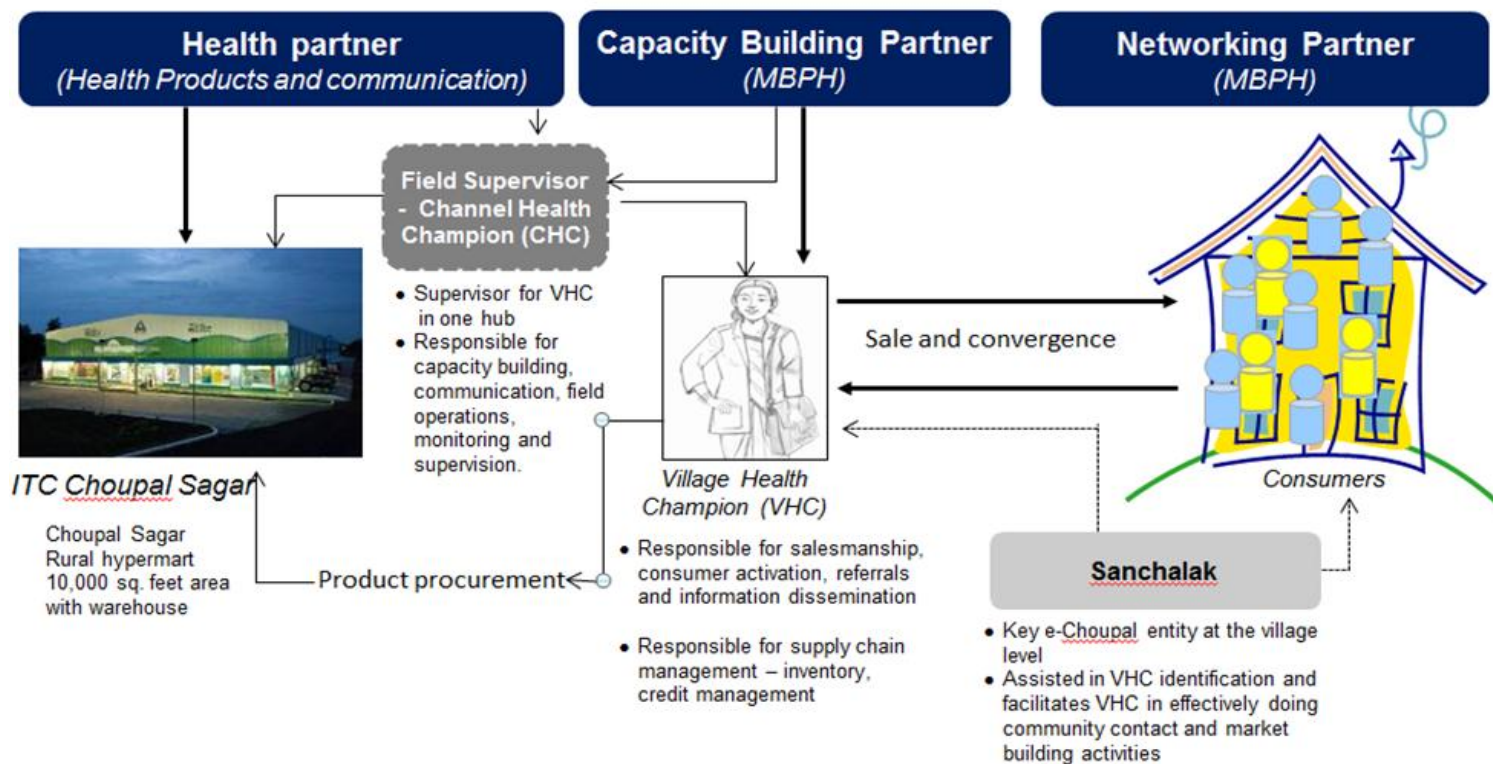 Health partner
(Health Products and communication)
Capacity Building Partner
(MBPH)
Networking Partner
(MBPH)
Field Supervisor
- Channel Health
Champion (CHC)
• Supervisor for VHC
in one hub
• Responsible for
capacity building,
communication, field
operations,
monitoring and
supervision.
ITC Choupal Sagar
Choupal Sagar
Rural hypermart
10,000 sq. feet area
with warehouse
Product procurement
Village Health
Champion (VHC)
• Responsible for salesmanship,
consumer activation, referrals
and information dissemination
• Responsible for supply chain
management – inventory,
credit management
Sale and convergence
Consumers
Sanchalak
• Key e-Choupal entity at the village
level
• Assisted in VHC identification and
facilitates VHC in effectively doing
community contact and market
building activities